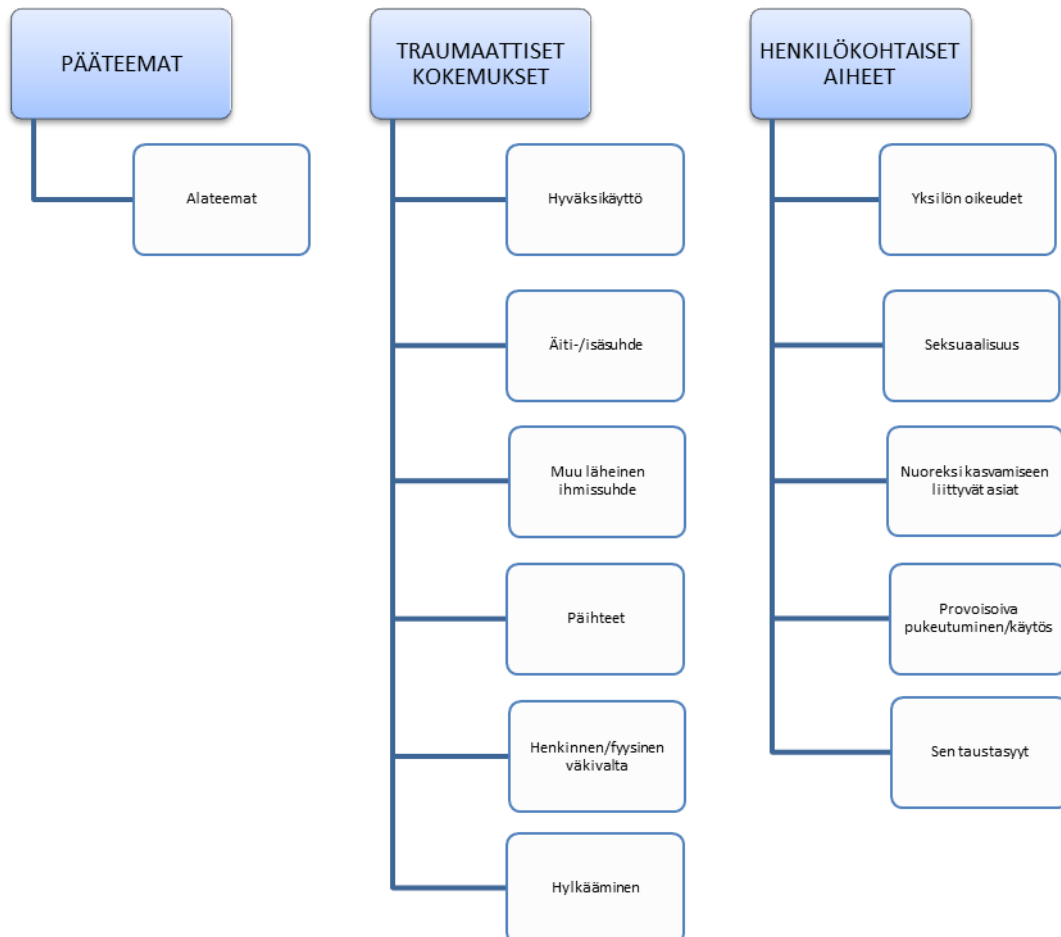 PÄÄTEEMAT
Alateemat
TRAUMAATTISET
KOKEMUKSET
Hyväksikäyttö
Äiti-/isäsuhde
Muu läheinen
ihmissuhde
Päihteet
Henkinnen/fyysinen
väkivalta
Hylkääminen
HENKILÖKOHTAISET
AIHEET
Yksilön oikeudet
Seksuaalisuus
Nuoreksi kasvamiseen
liittyvät asiat
Provoisoiva
pukeutuminen/käytös
Sen taustasyyt